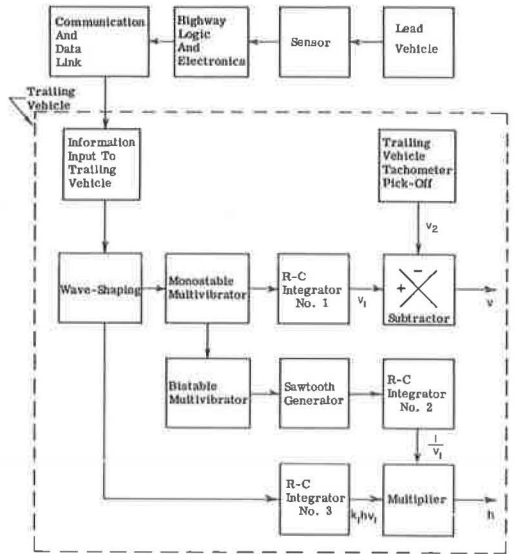 Communication
And
Data
Link
Highway
Logic
And
Electronics
Sensor
Lead
Vehicle
Trailing
Vehicle
Information
Input To
Trailing
Vehicle
Trailing
Vehicle
Tachometer
Pick-Off
v₂
Wave-Shaping
Monostable
Multivibrator
R-C
Integrator
No. 1
v₁
+ -
Subtractor
v
Bistable
Multivibrator
Sawtooth
Generator
R-C
Integrator
No. 2
1/v₁
R-C
Integrator
No. 3
k₁hv₁
Multiplier
h